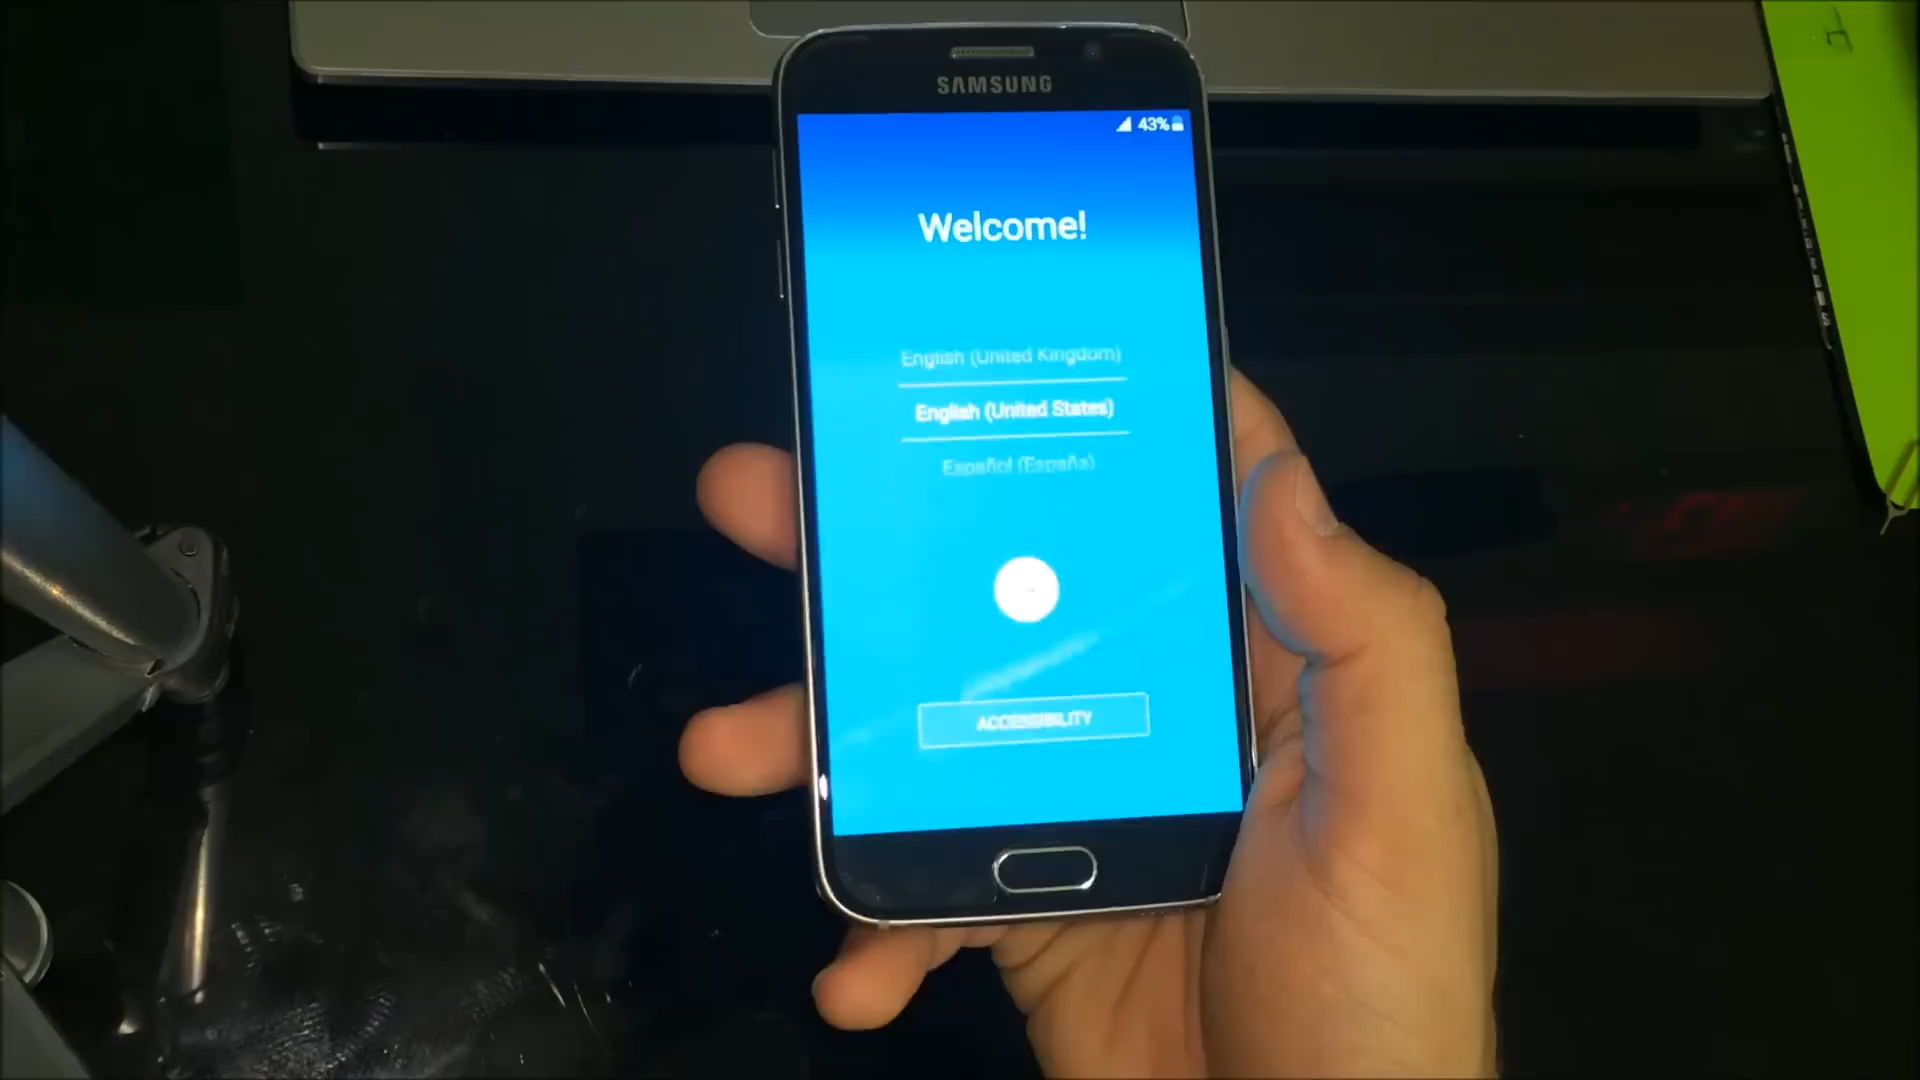 SAMSUNG
43%
Welcome!
English (United Kingdom)
English (United States)
Español (España)
ACCESSIBILITY